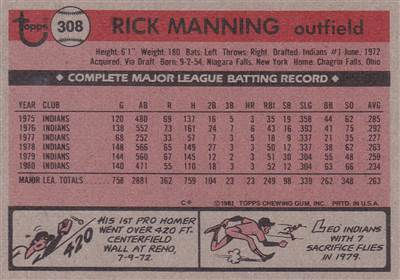 Topps
308
RICK MANNING outfield
Height: 6'1" Weight: 180 Bats: Left Throws: Right Drafted: Indians #1-June, 1972
Acquired: Via Draft Born: 9-2-54, Niagara Falls, New York Home: Chagrin Falls, Ohio
COMPLETE MAJOR LEAGUE BATTING RECORD
YEAR CLUB G AB R H 2B 3B HR RBI SB SLG BB SO AVG
1975 INDIANS 120 480 69 137 16 5 3 35 19 .358 44 62 .285
1976 INDIANS 138 552 73 161 24 7 6 43 16 .393 41 75 .292
1977 INDIANS 68 252 33 57 7 3 5 18 9 .337 21 35 .226
1978 INDIANS 148 566 65 149 27 3 3 50 12 .337 38 62 .263
1979 INDIANS 144 560 67 145 12 2 3 51 30 .304 55 48 .259
1980 INDIANS 140 471 55 110 17 3 3 52 12 63 66 .234
MAJOR LEA. TOTALS 758 2881 362 759 104 23 23 249 98 .339 262 348 .263
C* © 1981 TOPPS CHEWING GUM, INC. PRTD. IN U.S.A.
420
HIS 1ST PRO HOMER
WENT OVER 420 FT.
CENTERFIELD
WALL AT RENO,
7-9-72.
LED INDIANS
WITH 7
SACRIFICE FLIES
IN 1979.